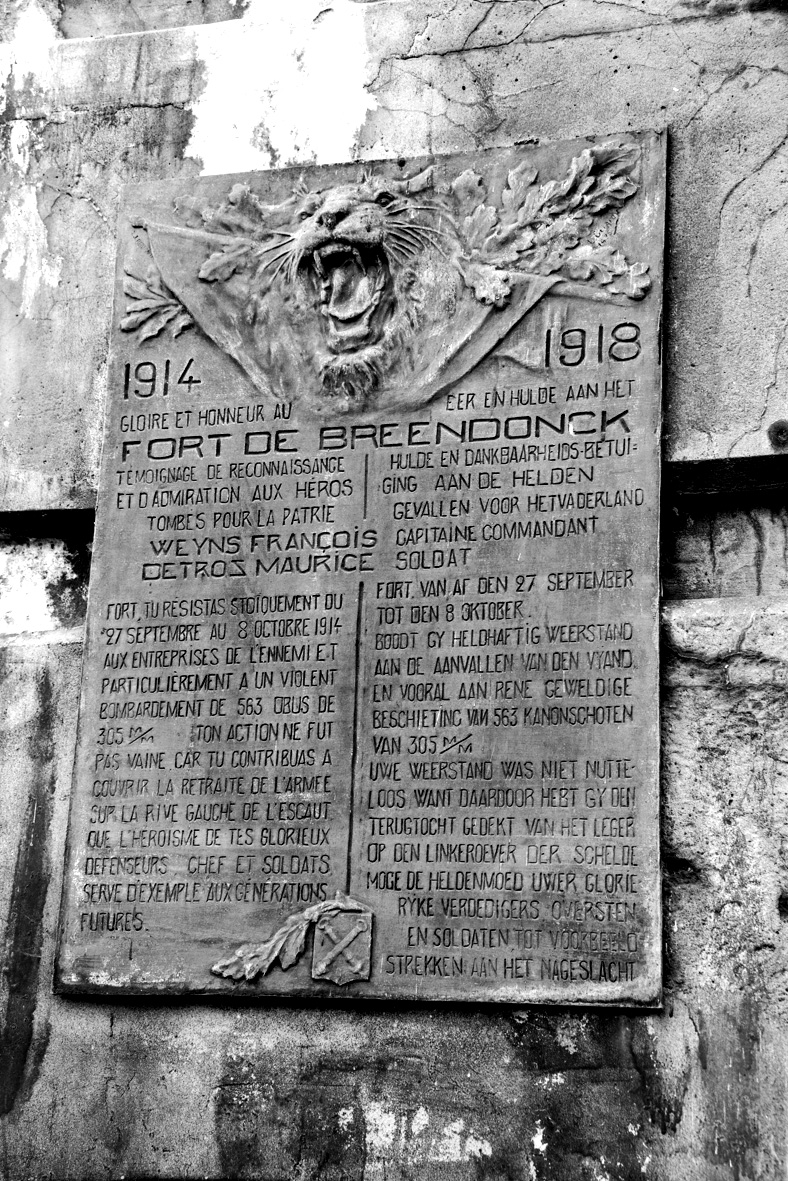 1914
1918
GLOIRE ET HONNEUR AU
EER EN HULDE AAN HET
FORT DE BREENDONCK
TÉMOIGNAGE DE RECONNAISSANCE
ET D'ADMIRATION AUX HÉROS
TOMBES POUR LA PATRIE
HULDE EN DANKBAARHEIDS-BETUI-
GING AAN DE HELDEN
GEVALLEN VOOR HET VADERLAND
WEYNS FRANÇOIS CAPITAINE COMMANDANT
DETROZ MAURICE SOLDAT
FORT, TU RÉSISTAS STOÏQUEMENT DU
27 SEPTEMBRE AU 8 OCTOBRE 1914
AUX ENTREPRISES DE L'ENNEMI ET
PARTICULIÈREMENT A UN VIOLENT
BOMBARDEMENT DE 563 OBUS DE
305 M/M TON ACTION NE FUT
PAS VAINE CAR TU CONTRIBUAS A
COUVRIR LA RETRAITE DE L'ARMEE
SUR LA RIVE GAUCHE DE L'ESCAUT
QUE L'HEROISME DE TES GLORIEUX
DEFENSEURS CHEF ET SOLDATS
SERVE D'EXEMPLE AUX GÉNÉRATIONS
FUTURES.
FORT, VAN AF DEN 27 SEPTEMBER
TOT DEN 8 OKTOBER
BOODT GY HELDHAFTIG WEERSTAND
AAN DE AANVALLEN VAN DEN VYAND.
EN VOORAL AAN RENE GEWELDIGE
BESCHIETING VAN 563 KANONSCHOTEN
VAN 305 M/M
UWE WEERSTAND WAS NIET NUTTE-
LOOS WANT DAARDOOR HEBT GY DEN
TERUGTOCHT GEDEKT VAN HET LEGER
OP DEN LINKEROEVER DER SCHELDE
MOGE DE HELDENMOED UWER GLORIE
RYKE VERDEDIGERS OVERSTEN
EN SOLDATEN TOT VOORBEELD
STREKKEN AAN HET NAGESLACHT